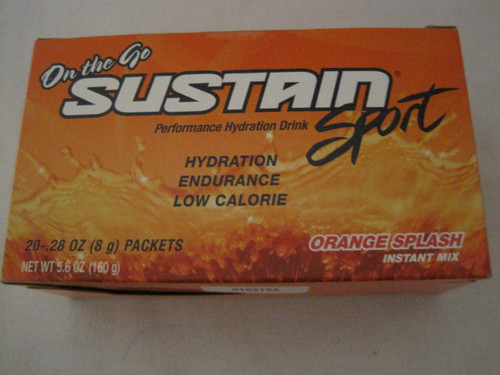 On the Go
SUSTAIN®
Sport
Performance Hydration Drink
HYDRATION
ENDURANCE
LOW CALORIE
20-.28 OZ (8 g) PACKETS
NET WT 5.6 OZ (160 g)
ORANGE SPLASH
INSTANT MIX